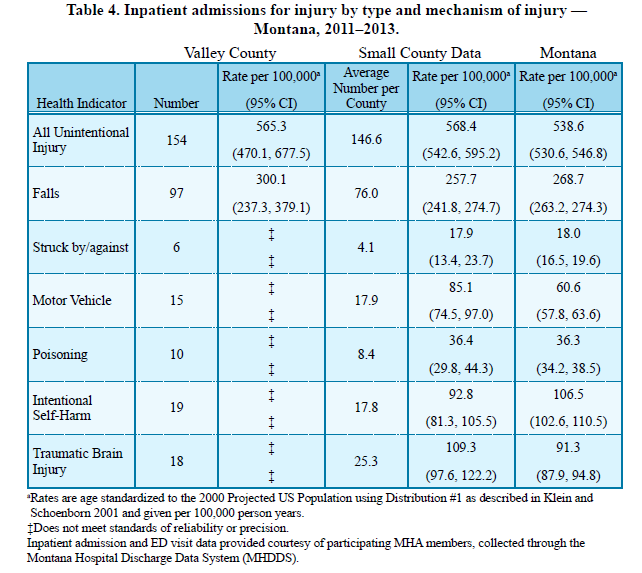 Table 4. Inpatient admissions for injury by type and mechanism of injury —
Montana, 2011–2013.
Valley County Small County Data Montana
Health Indicator Number Rate per 100,000ª (95% CI) Average Number per County Rate per 100,000ª (95% CI) Rate per 100,000ª (95% CI)
All Unintentional Injury 154 565.3 (470.1, 677.5) 146.6 568.4 (542.6, 595.2) 538.6 (530.6, 546.8)
Falls 97 300.1 (237.3, 379.1) 76.0 257.7 (241.8, 274.7) 268.7 (263.2, 274.3)
Struck by/against 6 ‡ ‡ 4.1 17.9 (13.4, 23.7) 18.0 (16.5, 19.6)
Motor Vehicle 15 ‡ ‡ 17.9 85.1 (74.5, 97.0) 60.6 (57.8, 63.6)
Poisoning 10 ‡ ‡ 8.4 36.4 (29.8, 44.3) 36.3 (34.2, 38.5)
Intentional Self-Harm 19 ‡ ‡ 17.8 92.8 (81.3, 105.5) 106.5 (102.6, 110.5)
Traumatic Brain Injury 18 ‡ ‡ 25.3 109.3 (97.6, 122.2) 91.3 (87.9, 94.8)
ªRates are age standardized to the 2000 Projected US Population using Distribution #1 as described in Klein and
Schoenborn 2001 and given per 100,000 person years.
‡Does not meet standards of reliability or precision.
Inpatient admission and ED visit data provided courtesy of participating MHA members, collected through the
Montana Hospital Discharge Data System (MHDDS).